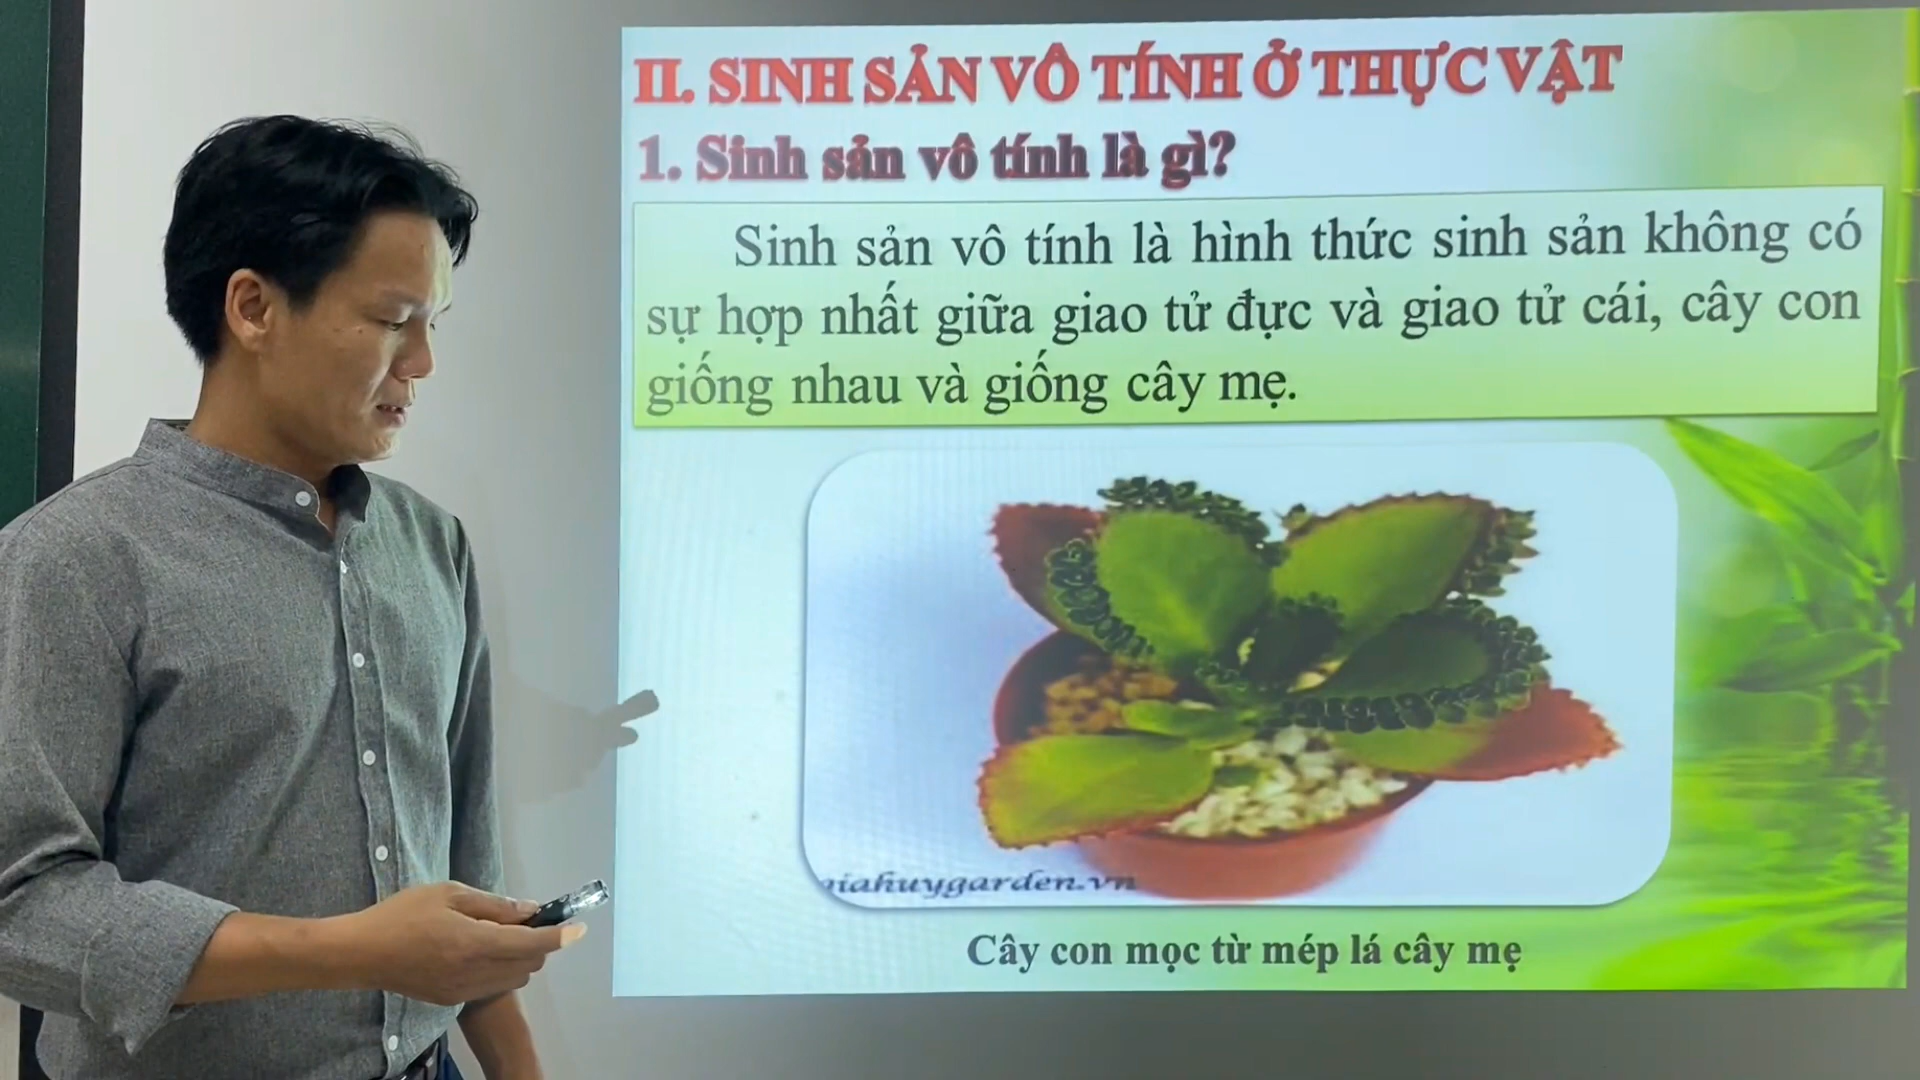 II. SINH SẢN VÔ TÍNH Ở THỰC VẬT
1. Sinh sản vô tính là gì?
Sinh sản vô tính là hình thức sinh sản không có
sự hợp nhất giữa giao tử đực và giao tử cái, cây con
giống nhau và giống cây mẹ.
giahuygarden.vn
Cây con mọc từ mép lá cây mẹ